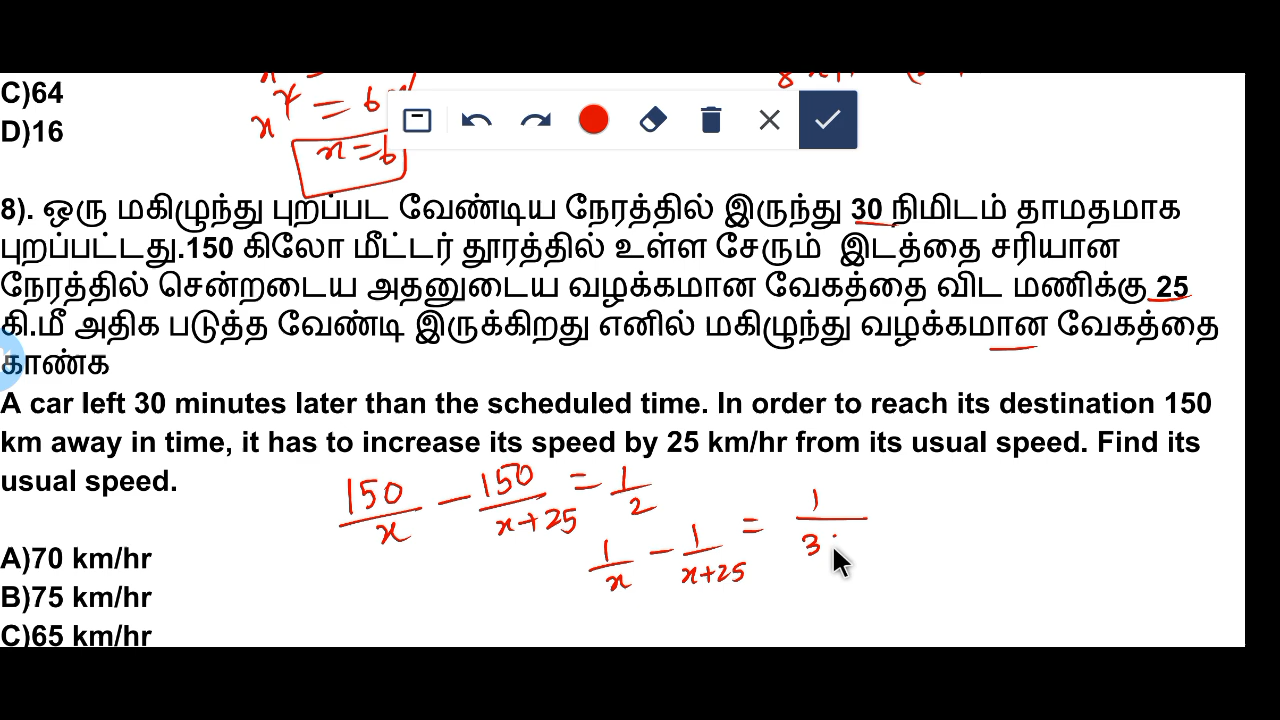 C)64
D)16
x = 6
8). ஒரு மகிழுந்து புறப்பட வேண்டிய நேரத்தில் இருந்து 30 நிமிடம் தாமதமாக
புறப்பட்டது.150 கிலோ மீட்டர் தூரத்தில் உள்ள சேரும் இடத்தை சரியான
நேரத்தில் சென்றடைய அதனுடைய வழக்கமான வேகத்தை விட மணிக்கு 25
கி.மீ அதிக படுத்த வேண்டி இருக்கிறது எனில் மகிழுந்து வழக்கமான வேகத்தை
காண்க
A car left 30 minutes later than the scheduled time. In order to reach its destination 150
km away in time, it has to increase its speed by 25 km/hr from its usual speed. Find its
usual speed.
150/x − 150/x+25 = 1/2
1/x − 1/x+25 = 1/3
A)70 km/hr
B)75 km/hr
C)65 km/hr